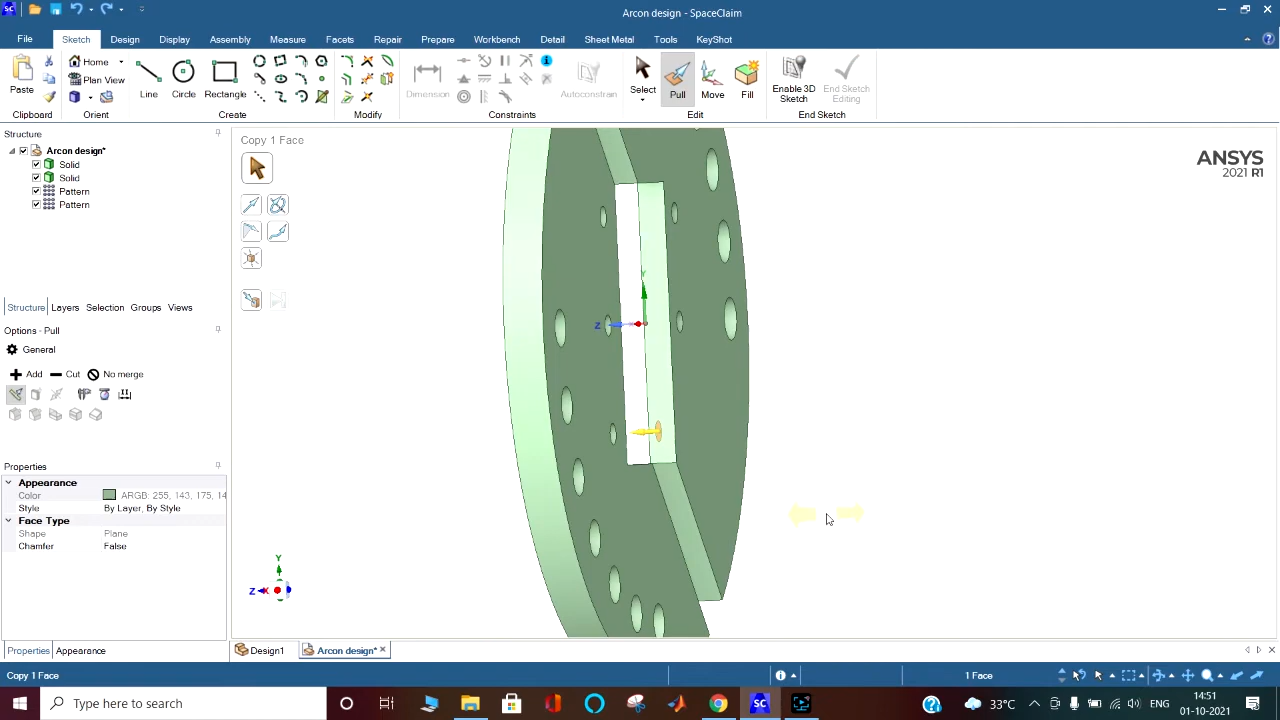 Arcon design - SpaceClaim
File Sketch Design Display Assembly Measure Facets Repair Prepare Workbench Detail Sheet Metal Tools KeyShot
Home
Plan View
Paste
Line
Circle
Rectangle
Dimension
Autoconstrain
Select
Pull
Move
Fill
Enable 3D
Sketch
End Sketch
Editing
Clipboard
Orient
Create
Modify
Constraints
Edit
End Sketch
Structure
Arcon design*
Solid
Solid
Pattern
Pattern
Structure Layers Selection Groups Views
Options - Pull
General
Add Cut No merge
Properties
Appearance
Color ARGB: 255, 143, 175, 14
Style By Layer, By Style
Face Type
Shape Plane
Chamfer False
Properties Appearance
Copy 1 Face
ANSYS
2021 R1
Y
Z
Y
Z X
Design1
Arcon design*
Copy 1 Face
1 Face
Type here to search
33°C
ENG
14:51
01-10-2021